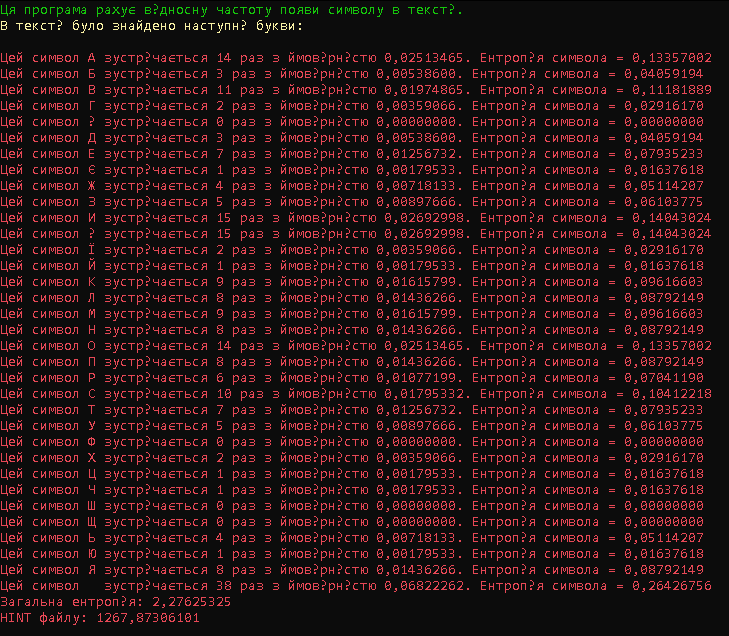 Ця програма рахує в?дносну частоту появи символу в текст?.
В текст? було знайдено наступн? букви:
Цей символ А зустр?чається 14 раз з ймов?рн?стю 0,02513465. Ентроп?я символа = 0,13357002
Цей символ Б зустр?чається 3 раз з ймов?рн?стю 0,00538600. Ентроп?я символа = 0,04059194
Цей символ В зустр?чається 11 раз з ймов?рн?стю 0,01974865. Ентроп?я символа = 0,11181889
Цей символ Г зустр?чається 2 раз з ймов?рн?стю 0,00359066. Ентроп?я символа = 0,02916170
Цей символ ? зустр?чається 0 раз з ймов?рн?стю 0,00000000. Ентроп?я символа = 0,00000000
Цей символ Д зустр?чається 3 раз з ймов?рн?стю 0,00538600. Ентроп?я символа = 0,04059194
Цей символ Е зустр?чається 7 раз з ймов?рн?стю 0,01256732. Ентроп?я символа = 0,07935233
Цей символ Є зустр?чається 1 раз з ймов?рн?стю 0,00179533. Ентроп?я символа = 0,01637618
Цей символ Ж зустр?чається 4 раз з ймов?рн?стю 0,00718133. Ентроп?я символа = 0,05114207
Цей символ З зустр?чається 5 раз з ймов?рн?стю 0,00897666. Ентроп?я символа = 0,06103775
Цей символ И зустр?чається 15 раз з ймов?рн?стю 0,02692998. Ентроп?я символа = 0,14043024
Цей символ ? зустр?чається 15 раз з ймов?рн?стю 0,02692998. Ентроп?я символа = 0,14043024
Цей символ Ї зустр?чається 2 раз з ймов?рн?стю 0,00359066. Ентроп?я символа = 0,02916170
Цей символ Й зустр?чається 1 раз з ймов?рн?стю 0,00179533. Ентроп?я символа = 0,01637618
Цей символ К зустр?чається 9 раз з ймов?рн?стю 0,01615799. Ентроп?я символа = 0,09616603
Цей символ Л зустр?чається 8 раз з ймов?рн?стю 0,01436266. Ентроп?я символа = 0,08792149
Цей символ М зустр?чається 9 раз з ймов?рн?стю 0,01615799. Ентроп?я символа = 0,09616603
Цей символ Н зустр?чається 8 раз з ймов?рн?стю 0,01436266. Ентроп?я символа = 0,08792149
Цей символ О зустр?чається 14 раз з ймов?рн?стю 0,02513465. Ентроп?я символа = 0,13357002
Цей символ П зустр?чається 8 раз з ймов?рн?стю 0,01436266. Ентроп?я символа = 0,08792149
Цей символ Р зустр?чається 6 раз з ймов?рн?стю 0,01077199. Ентроп?я символа = 0,07041190
Цей символ С зустр?чається 10 раз з ймов?рн?стю 0,01795332. Ентроп?я символа = 0,10412218
Цей символ Т зустр?чається 7 раз з ймов?рн?стю 0,01256732. Ентроп?я символа = 0,07935233
Цей символ У зустр?чається 5 раз з ймов?рн?стю 0,00897666. Ентроп?я символа = 0,06103775
Цей символ Ф зустр?чається 0 раз з ймов?рн?стю 0,00000000. Ентроп?я символа = 0,00000000
Цей символ Х зустр?чається 2 раз з ймов?рн?стю 0,00359066. Ентроп?я символа = 0,02916170
Цей символ Ц зустр?чається 1 раз з ймов?рн?стю 0,00179533. Ентроп?я символа = 0,01637618
Цей символ Ч зустр?чається 1 раз з ймов?рн?стю 0,00179533. Ентроп?я символа = 0,01637618
Цей символ Ш зустр?чається 0 раз з ймов?рн?стю 0,00000000. Ентроп?я символа = 0,00000000
Цей символ Щ зустр?чається 0 раз з ймов?рн?стю 0,00000000. Ентроп?я символа = 0,00000000
Цей символ Ь зустр?чається 4 раз з ймов?рн?стю 0,00718133. Ентроп?я символа = 0,05114207
Цей символ Ю зустр?чається 1 раз з ймов?рн?стю 0,00179533. Ентроп?я символа = 0,01637618
Цей символ Я зустр?чається 8 раз з ймов?рн?стю 0,01436266. Ентроп?я символа = 0,08792149
Цей символ   зустр?чається 38 раз з ймов?рн?стю 0,06822262. Ентроп?я символа = 0,26426756
Загальна ентроп?я: 2,27625325
HINT файлу: 1267,87306101